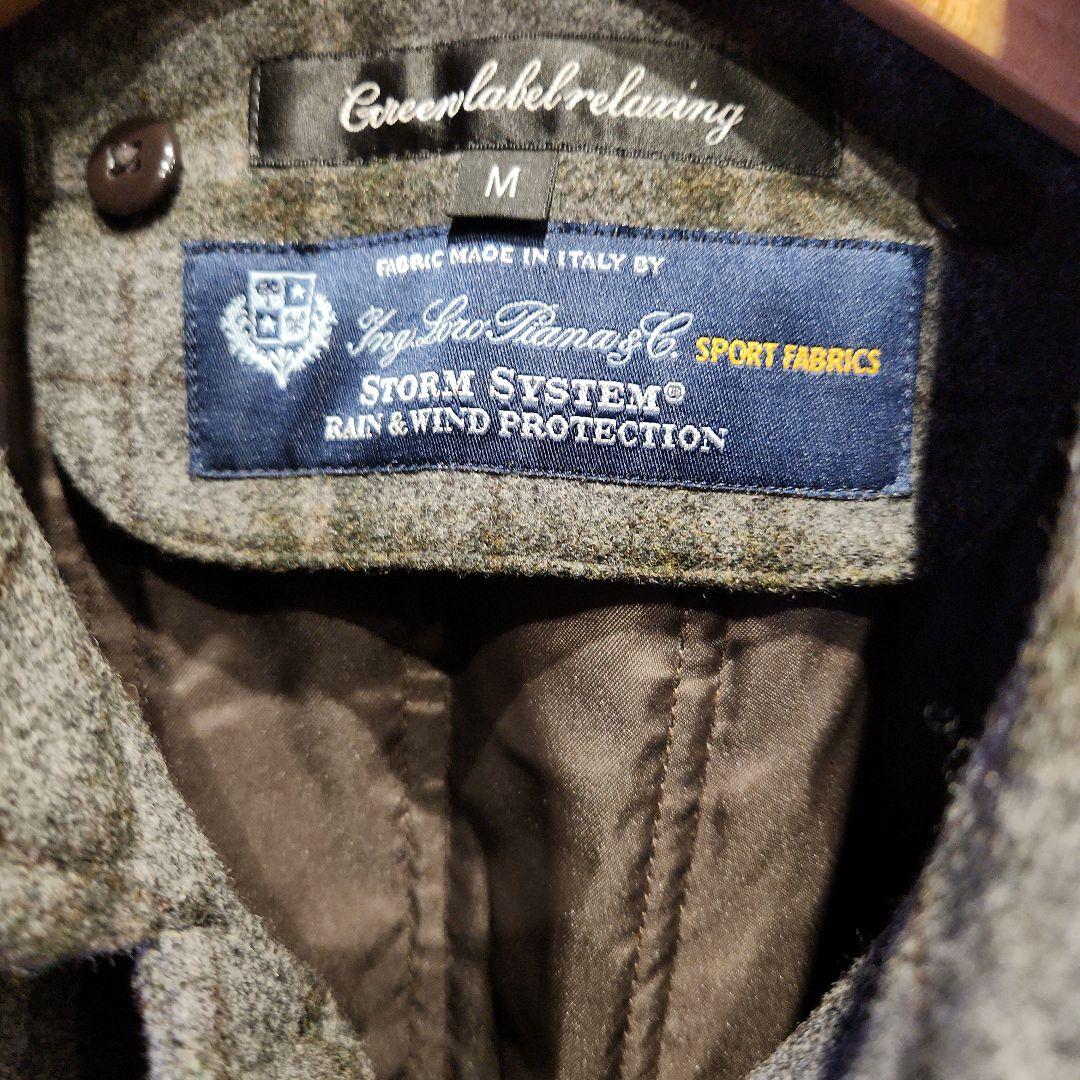 Greenlabelrelaxing
M
FABRIC MADE IN ITALY BY
Ing. Loro Piana & C. SPORT FABRICS
STORM SYSTEM®
RAIN & WIND PROTECTION